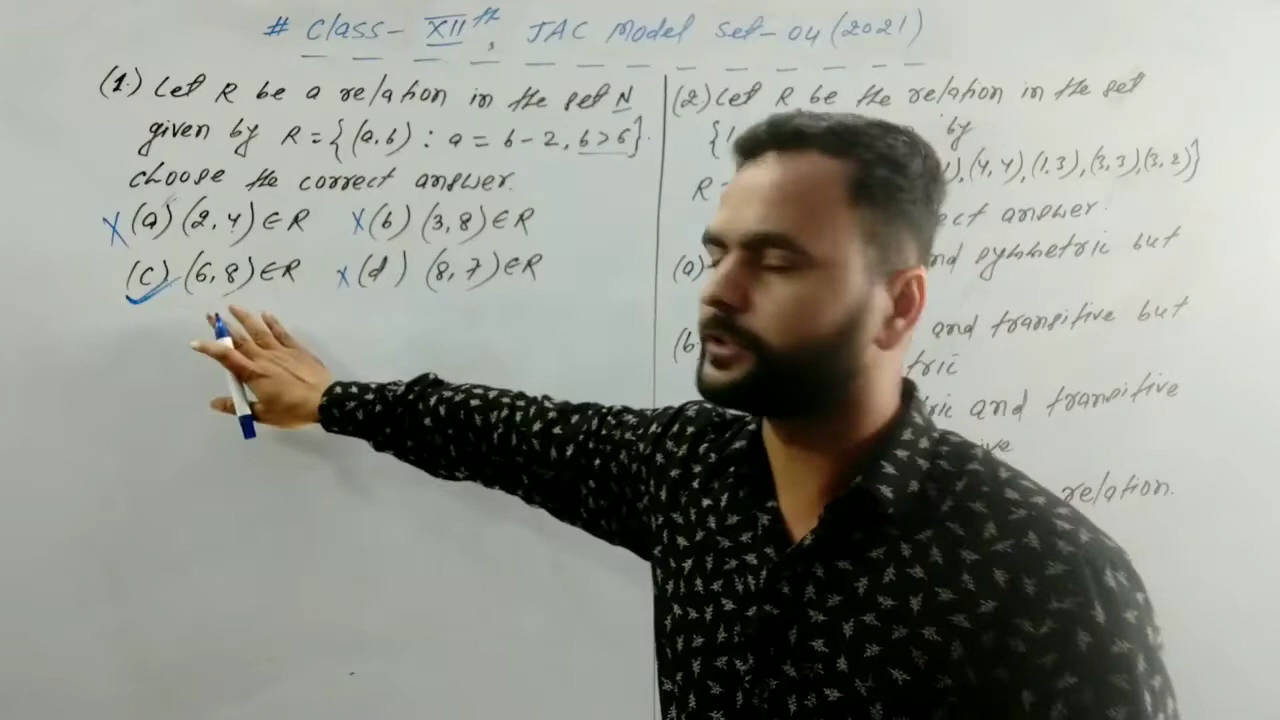 # Class- XIIth, JAC Model Set-04 (2021)
(1.) Let R be a relation in the set N
given by R = {(a,b) : a = b-2, b>6}.
choose the correct answer.
X (a) (2,4) ∈ R X (b) (3,8) ∈ R
(c) (6,8) ∈ R X (d) (8,7) ∈ R
(2) Let R be the relation in the set
{1 by
R = ), (4,4), (1,3), (3,3), (3,2)}
ect answer.
(a) nd symmetric but
(b and transitive but
tric
ric and transitive
ive
relation.